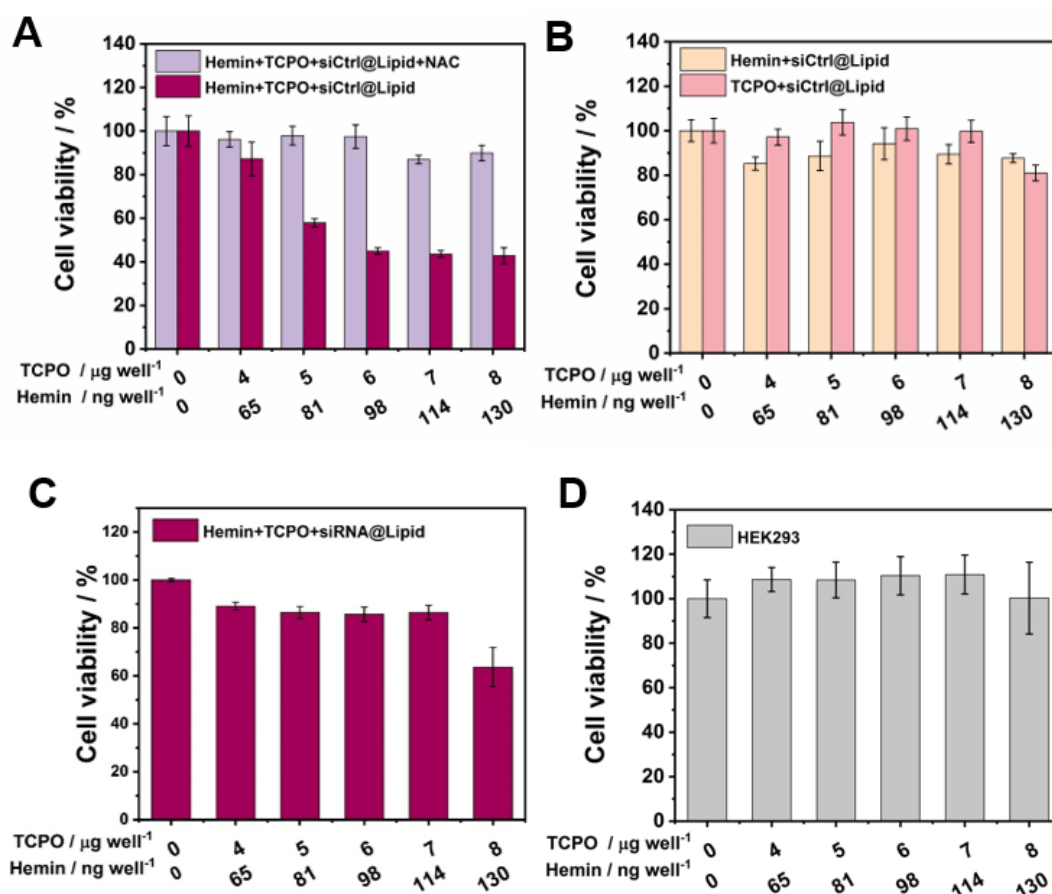 A
Hemin+TCPO+siCtrl@Lipid+NAC
Hemin+TCPO+siCtrl@Lipid
Cell viability / %
140
120
100
80
60
40
20
0
TCPO / μg well⁻¹
0 4 5 6 7 8
Hemin / ng well⁻¹
0 65 81 98 114 130
B
Hemin+siCtrl@Lipid
TCPO+siCtrl@Lipid
Cell viability / %
140
120
100
80
60
40
20
0
TCPO / μg well⁻¹
0 4 5 6 7 8
Hemin / ng well⁻¹
0 65 81 98 114 130
C
Hemin+TCPO+siRNA@Lipid
Cell viability / %
120
100
80
60
40
20
0
TCPO / μg well⁻¹
0 4 5 6 7 8
Hemin / ng well⁻¹
0 65 81 98 114 130
D
HEK293
Cell viability / %
140
120
100
80
60
40
20
0
TCPO / μg well⁻¹
0 4 5 6 7 8
Hemin / ng well⁻¹
0 65 81 98 114 130